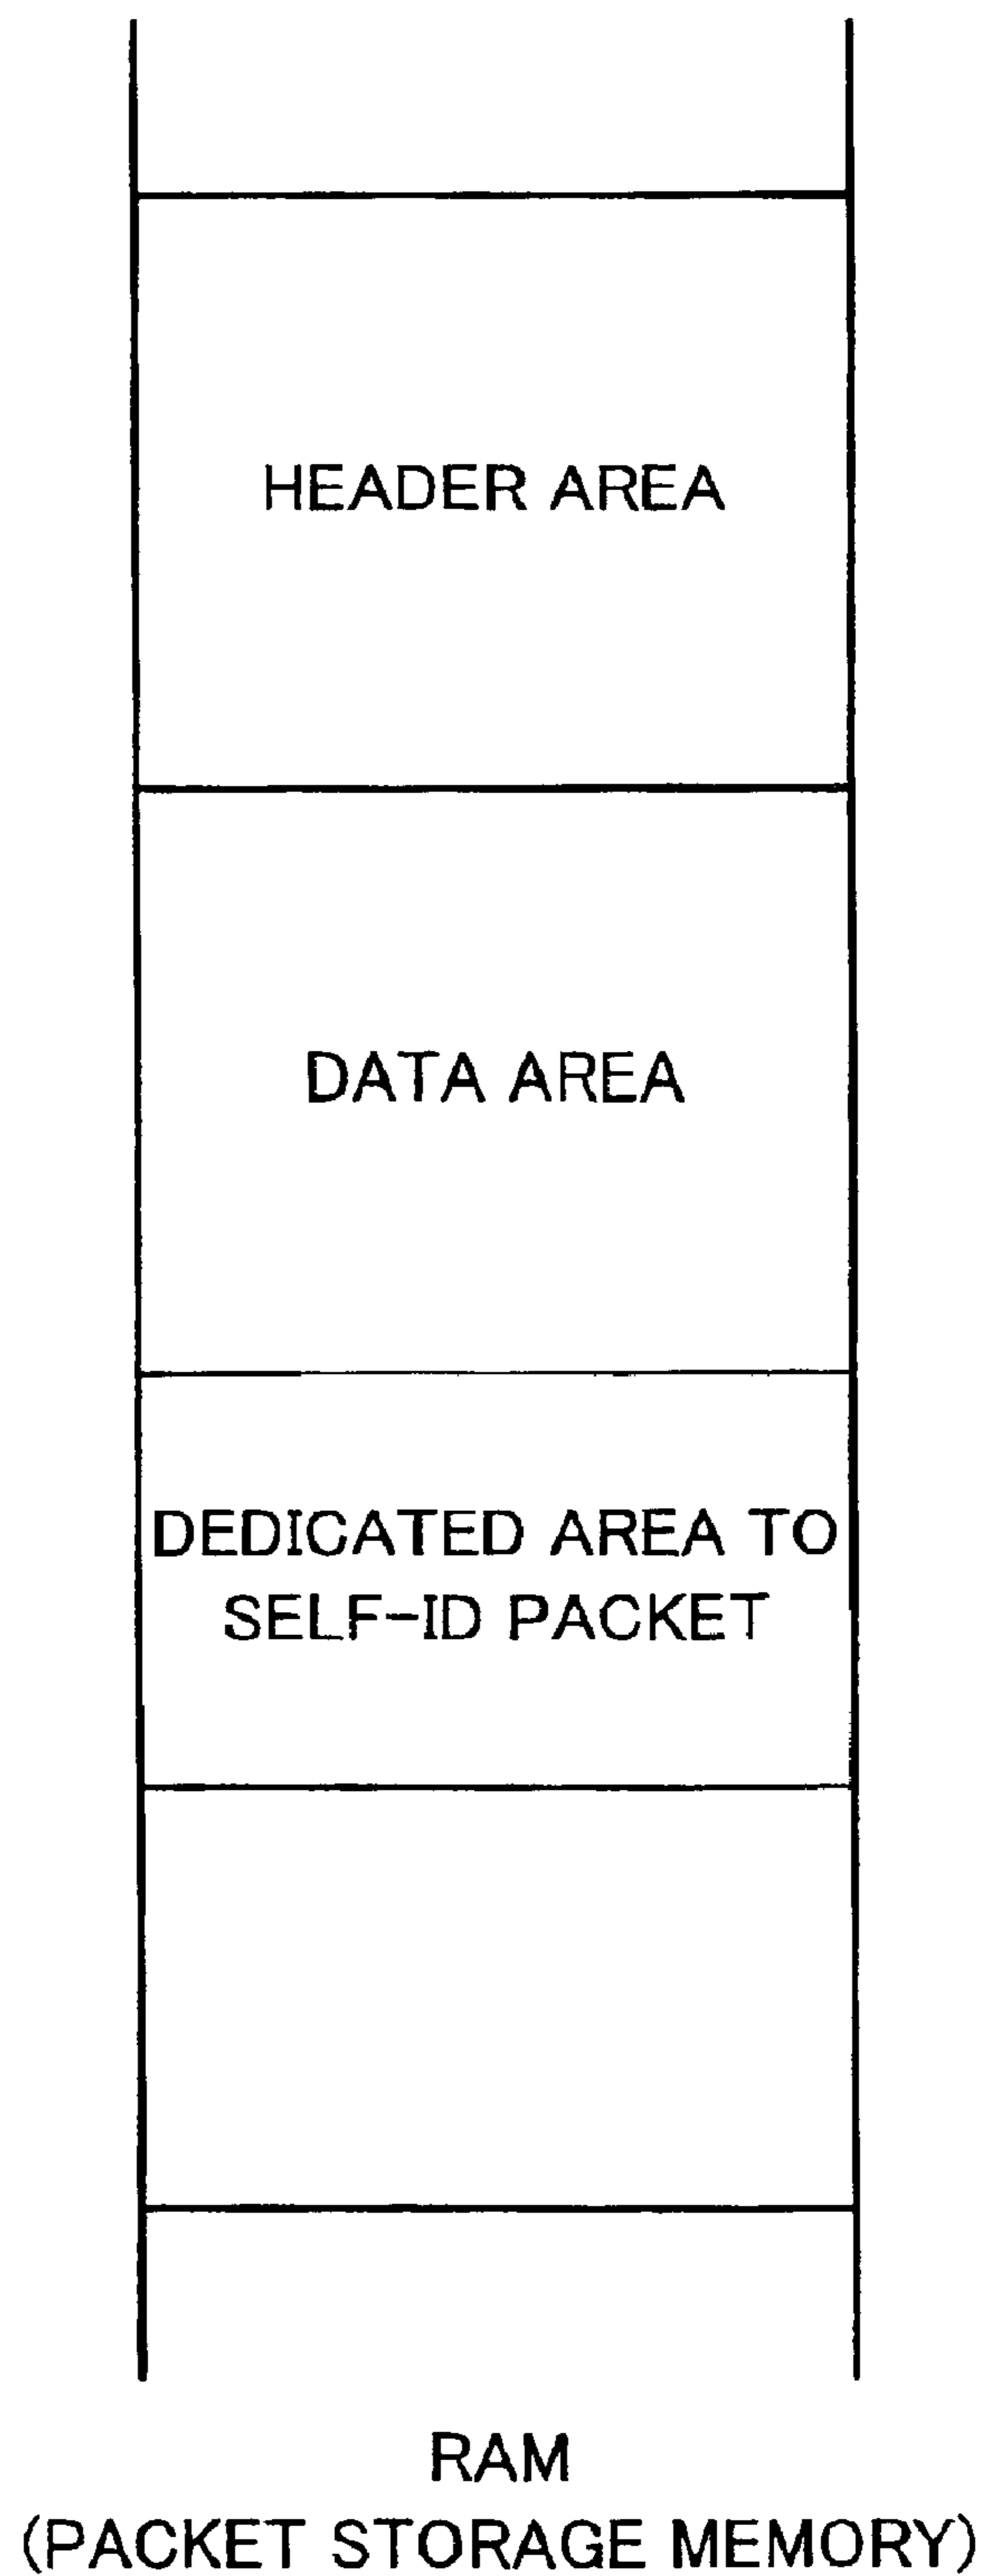 HEADER AREA
DATA AREA
DEDICATED AREA TO
SELF-ID PACKET
RAM
(PACKET STORAGE MEMORY)